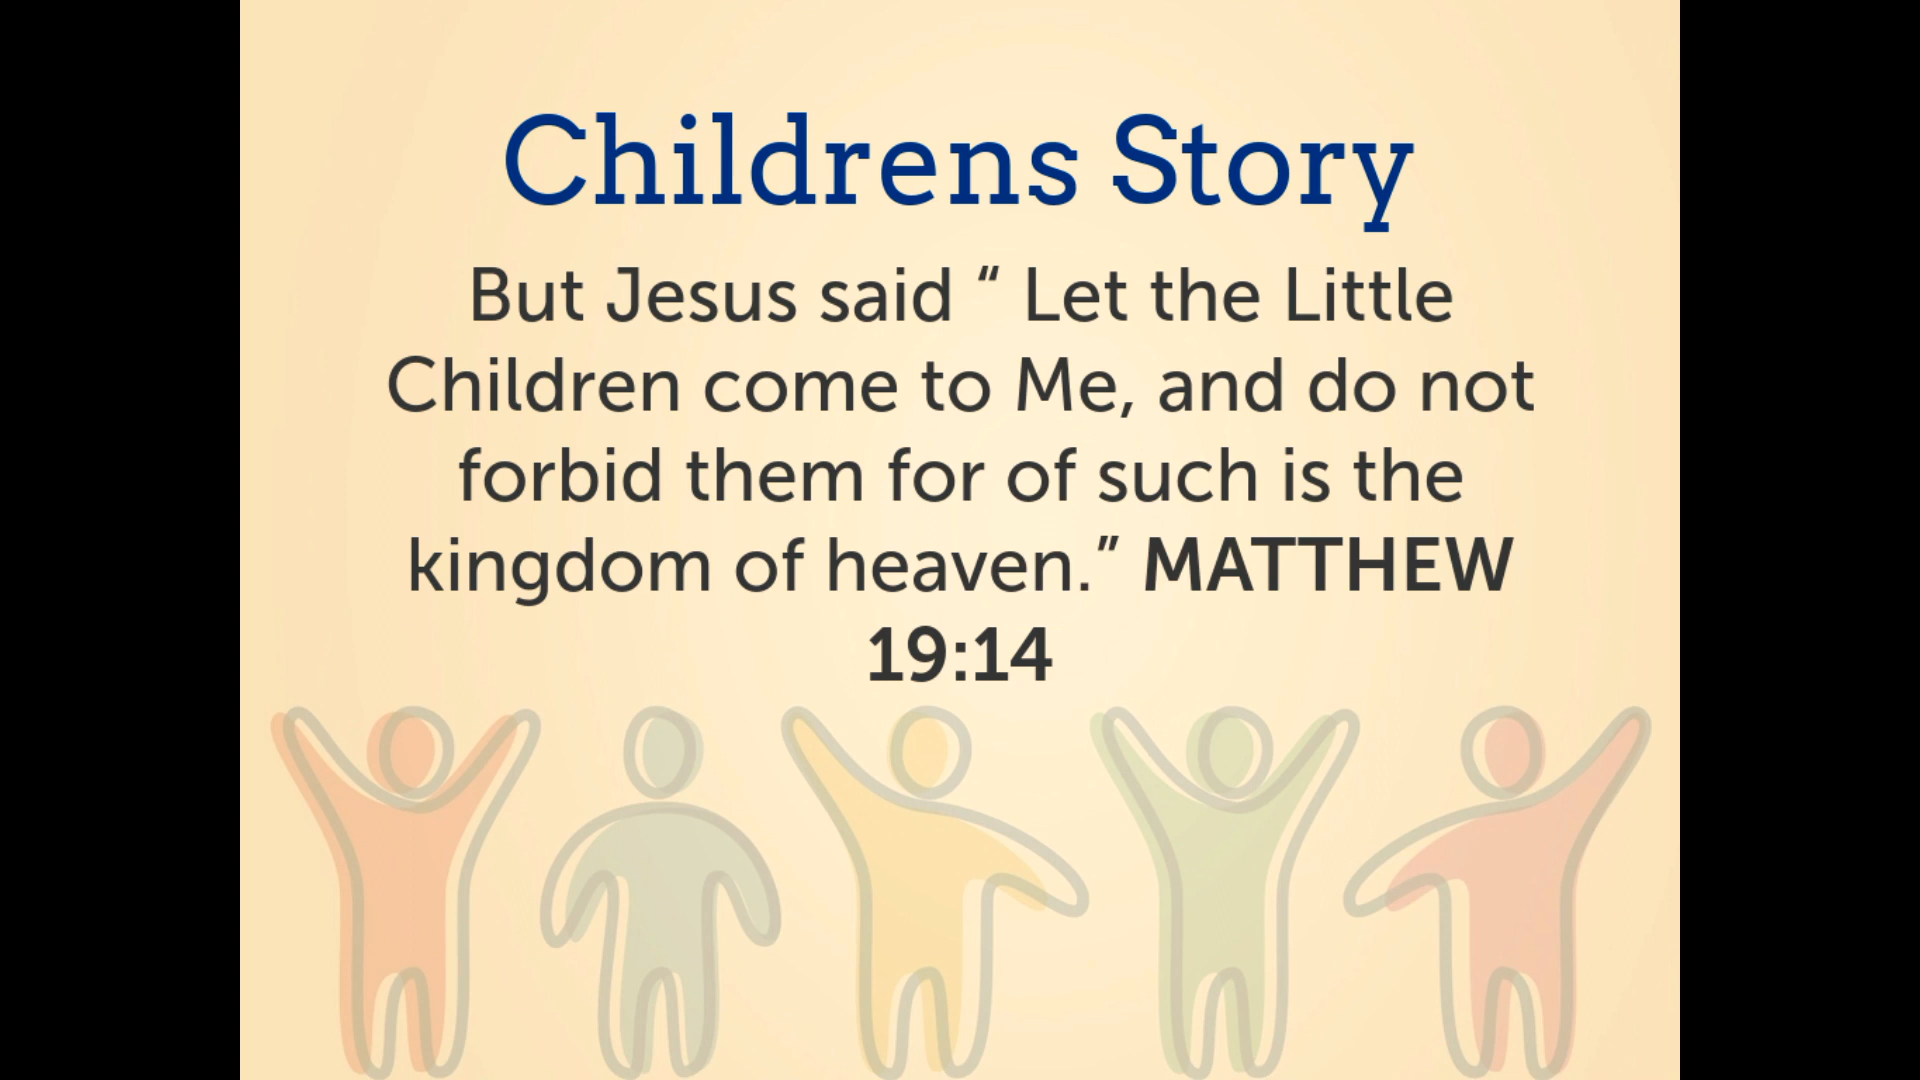 Childrens Story
But Jesus said “ Let the Little
Children come to Me, and do not
forbid them for of such is the
kingdom of heaven.” MATTHEW
19:14